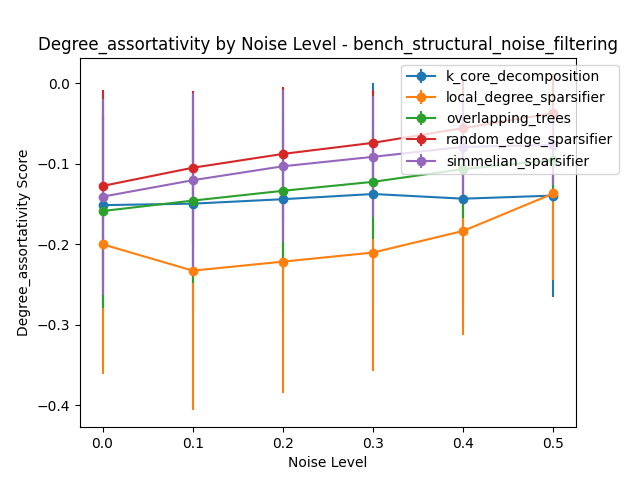 Degree_assortativity by Noise Level - bench_structural_noise_filtering
k_core_decomposition
local_degree_sparsifier
overlapping_trees
random_edge_sparsifier
simmelian_sparsifier
Degree_assortativity Score
0.0
−0.1
−0.2
−0.3
−0.4
0.0 0.1 0.2 0.3 0.4 0.5
Noise Level